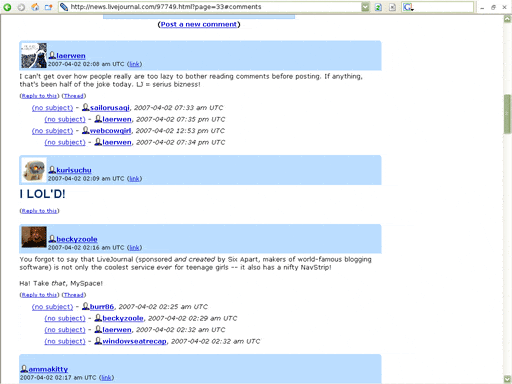 http://news.livejournal.com/97749.html?page=33#comments
(Post a new comment)
laerwen
2007-04-02 02:08 am UTC (link)
I can't get over how people really are too lazy to bother reading comments before posting. If anything,
that's been half of the joke today. LJ = serius bizness!
(Reply to this) (Thread)
(no subject) - sailorusagi, 2007-04-02 07:33 am UTC
(no subject) - laerwen, 2007-04-02 07:35 pm UTC
(no subject) - webcowgirl, 2007-04-02 12:53 pm UTC
(no subject) - laerwen, 2007-04-02 07:34 pm UTC
kurisuchu
2007-04-02 02:09 am UTC (link)
I LOL'D!
(Reply to this)
beckyzoole
2007-04-02 02:16 am UTC (link)
You forgot to say that LiveJournal (sponsored and created by Six Apart, makers of world-famous blogging
software) is not only the coolest service ever for teenage girls -- it also has a nifty NavStrip!
Ha! Take that, MySpace!
(Reply to this) (Thread)
(no subject) - burr86, 2007-04-02 02:25 am UTC
(no subject) - beckyzoole, 2007-04-02 02:29 am UTC
(no subject) - laerwen, 2007-04-02 02:32 am UTC
(no subject) - windowseatrecap, 2007-04-02 02:32 am UTC
ammakitty
2007-04-02 02:17 am UTC (link)